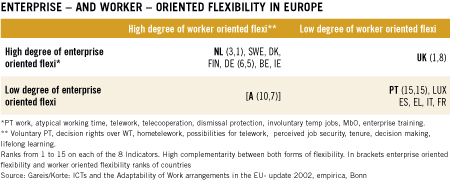 ENTERPRISE – AND WORKER – ORIENTED FLEXIBILITY IN EUROPE
High degree of worker oriented flexi** Low degree of worker oriented flexi
High degree of enterprise oriented flexi*
NL (3,1), SWE, DK,
FIN, DE (6,5), BE, IE
UK (1,8)
Low degree of enterprise oriented flexi
[A (10,7)]
PT (15,15), LUX
ES, EL, IT, FR
*PT work, atypical working time, telework, telecooperation, dismissal protection, involuntary temp jobs, MbO, enterprise training.
** Voluntary PT, decision rights over WT, hometelework, possibilities for telework, perceived job security, tenure, decision making,
lifelong learning.
Ranks from 1 to 15 on each of the 8 Indicators. High complementarity between both forms of flexibility. In brackets enterprise oriented
flexibility and worker oriented flexibility ranks of countries
Source: Gareis/Korte: ICTs and the Adaptability of Work arrangements in the EU- update 2002, empirica, Bonn